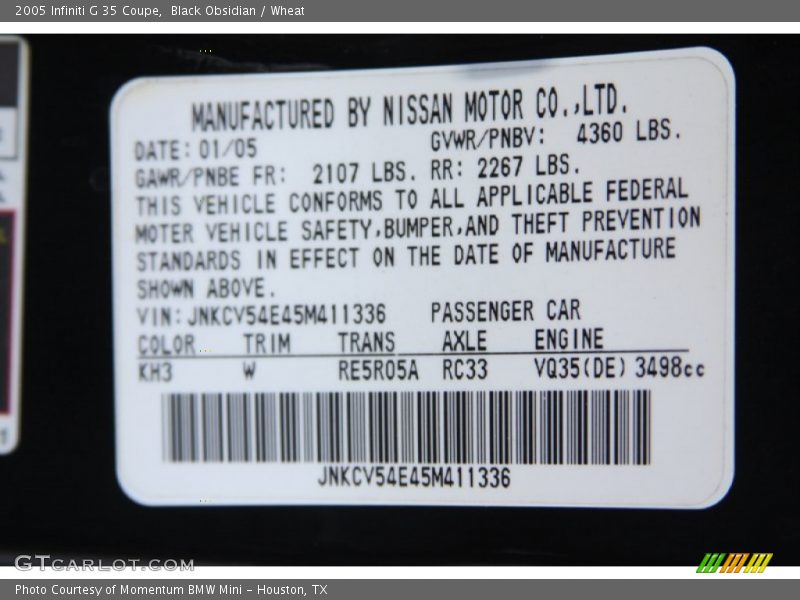 2005 Infiniti G 35 Coupe,  Black Obsidian / Wheat
MANUFACTURED BY NISSAN MOTOR CO.,LTD.
DATE: 01/05 GVWR/PNBV: 4360 LBS.
GAWR/PNBE FR: 2107 LBS. RR: 2267 LBS.
THIS VEHICLE CONFORMS TO ALL APPLICABLE FEDERAL
MOTER VEHICLE SAFETY,BUMPER,AND THEFT PREVENTION
STANDARDS IN EFFECT ON THE DATE OF MANUFACTURE
SHOWN ABOVE.
VIN: JNKCV54E45M411336 PASSENGER CAR
COLOR TRIM TRANS AXLE ENGINE
KH3 W RE5R05A RC33 VQ35(DE) 3498cc
JNKCV54E45M411336
GTCARLOT.COM
Photo Courtesy of Momentum BMW Mini - Houston, TX